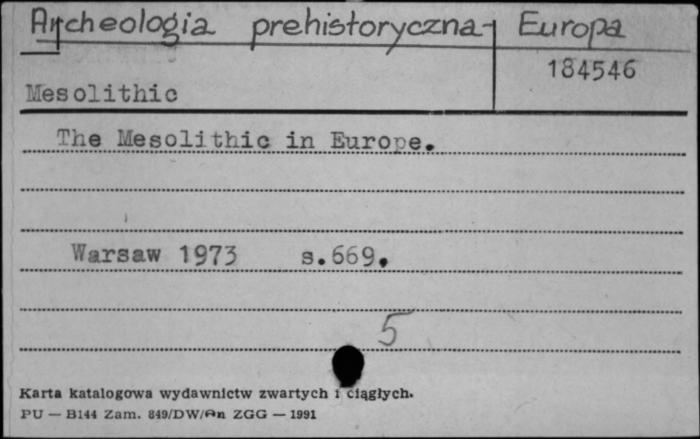 Archeologia prehistoryczna - Europa
184546
Mesolithic
The Mesolithic in Europe.
Warsaw 1973 s.669.
5
Karta katalogowa wydawnictw zwartych i ciągłych.
PU — B144 Zam. 849/DW/An ZGG — 1991